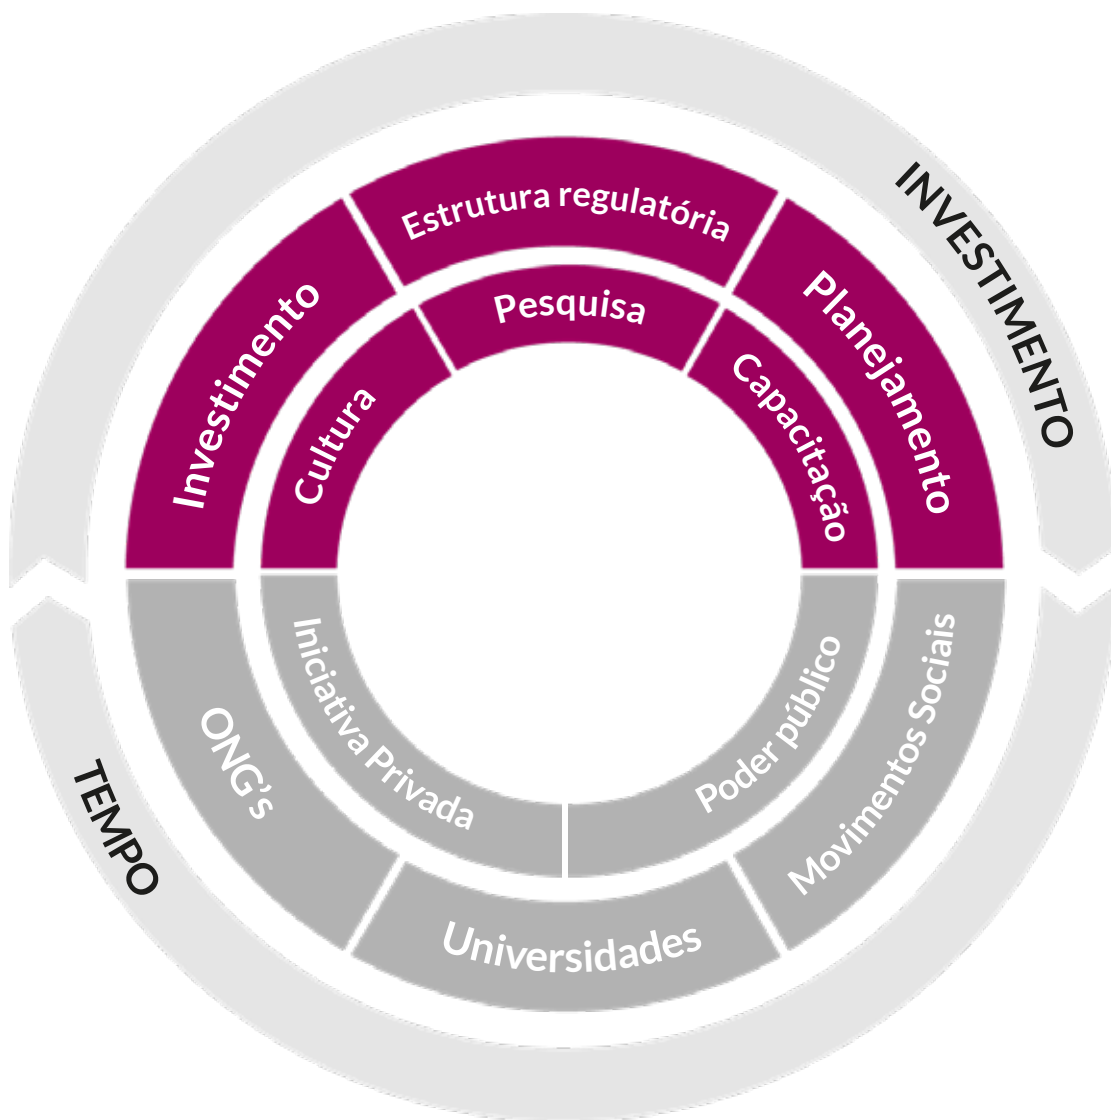 INVESTIMENTO
Estrutura regulatória
Investimento
Planejamento
Pesquisa
Cultura
Capacitação
Iniciativa Privada
Poder público
ONG’s
Movimentos Sociais
Universidades
TEMPO